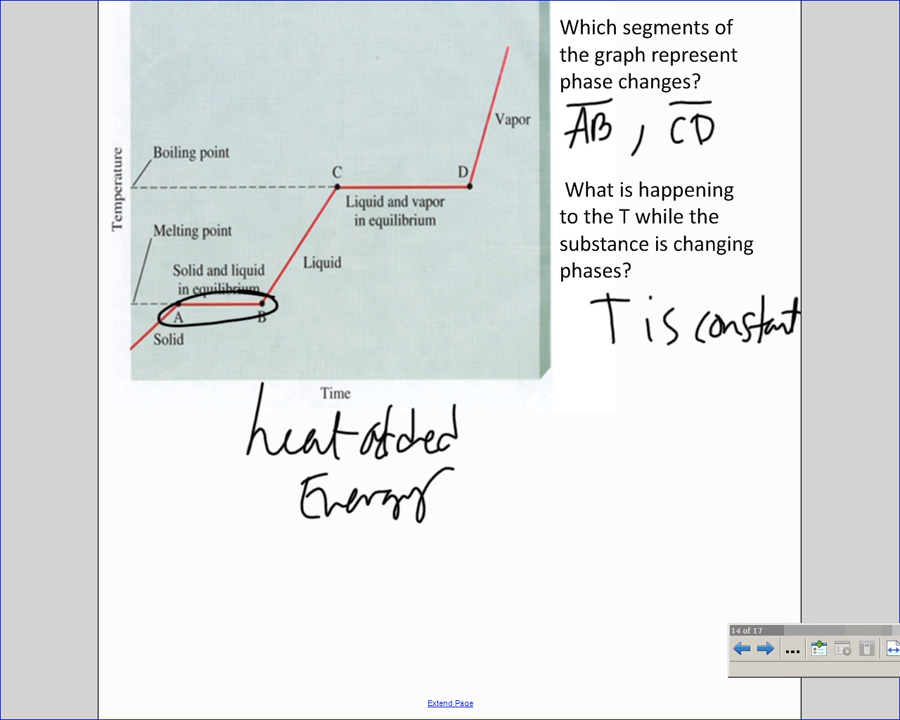 Which segments of
the graph represent
phase changes?
AB , CD
What is happening
to the T while the
substance is changing
phases?
T is constant
Temperature
Boiling point
Melting point
Solid and liquid
in equilibrium
A
B
Solid
Liquid
C
D
Liquid and vapor
in equilibrium
Vapor
Time
heat added
Energy
14 of 17
Extend Page